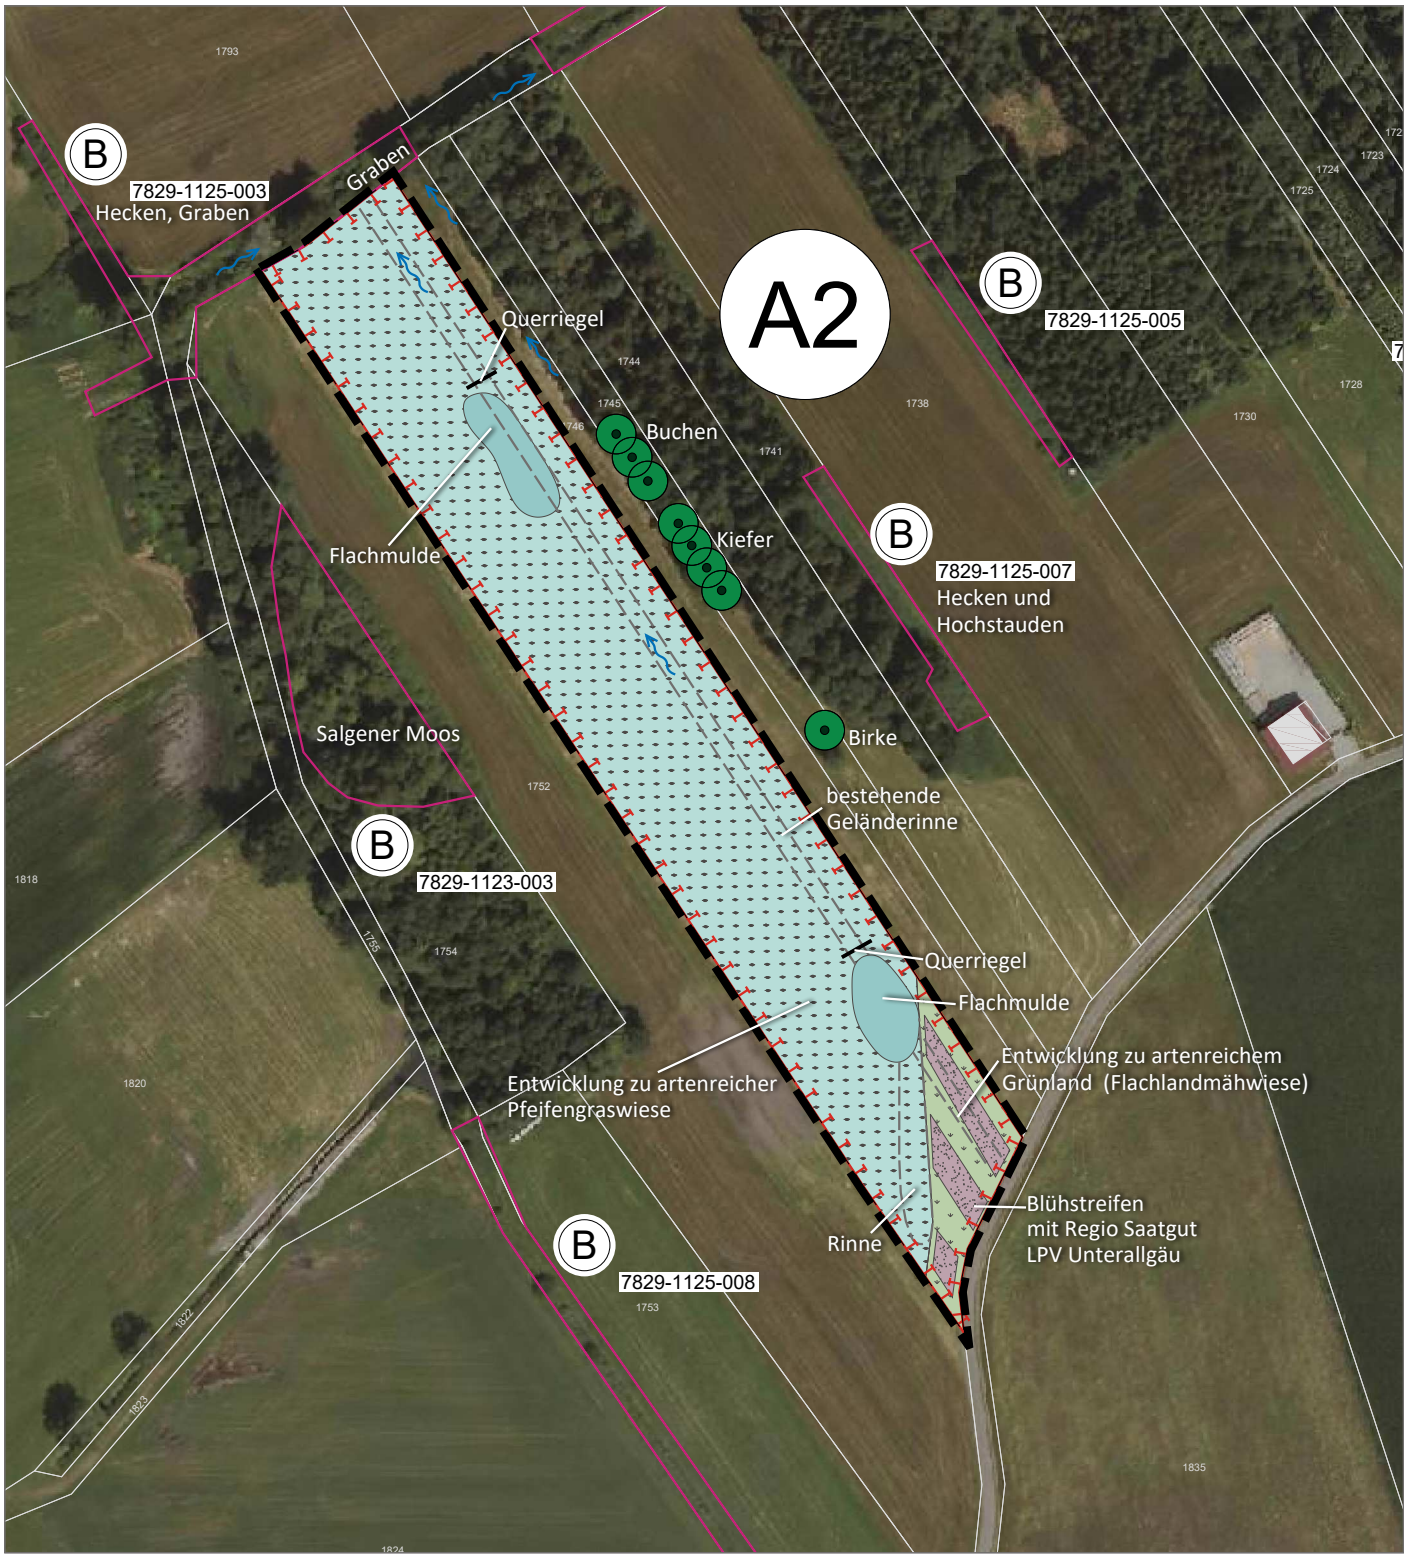 1793
Graben
B
7829-1125-003
Hecken, Graben
A2
B
7829-1125-005
1725
1724
1723
172
7
1728
1730
Querriegel
1744
1745
746
1738
1741
Buchen
Kiefer
Flachmulde
B
7829-1125-007
Hecken und
Hochstauden
Salgener Moos
1752
Birke
bestehende
Geländerinne
B
7829-1123-003
1818
1755
1754
Querriegel
Flachmulde
Entwicklung zu artenreichem
Grünland (Flachlandmähwiese)
Entwicklung zu artenreicher
Pfeifengraswiese
1820
Blühstreifen
mit Regio Saatgut
LPV Unterallgäu
Rinne
B
7829-1125-008
1753
1822
1823
1835
1824